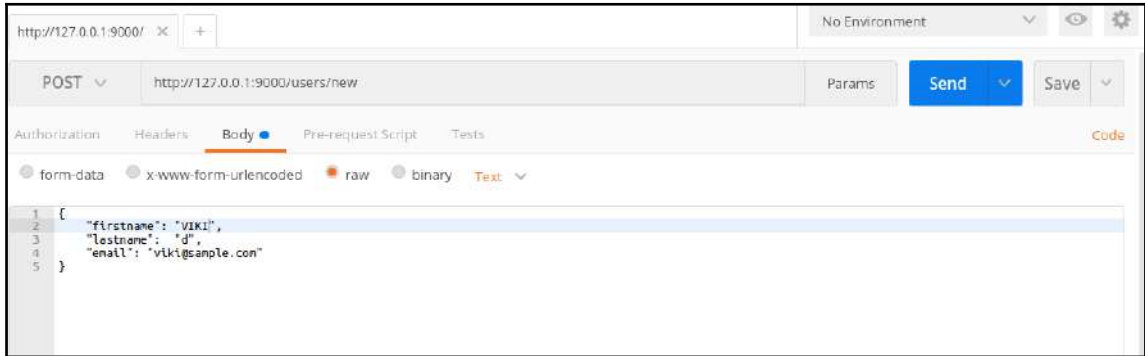 http://127.0.0.1:9000/ × +
No Environment
POST http://127.0.0.1:9000/users/new Params Send Save
Authorization Headers Body Pre-request Script Tests Code
form-data x-www-form-urlencoded raw binary Text
1 {
2 "firstname": "VIKI",
3 "lastname": "d",
4 "email": "viki@sample.com"
5 }